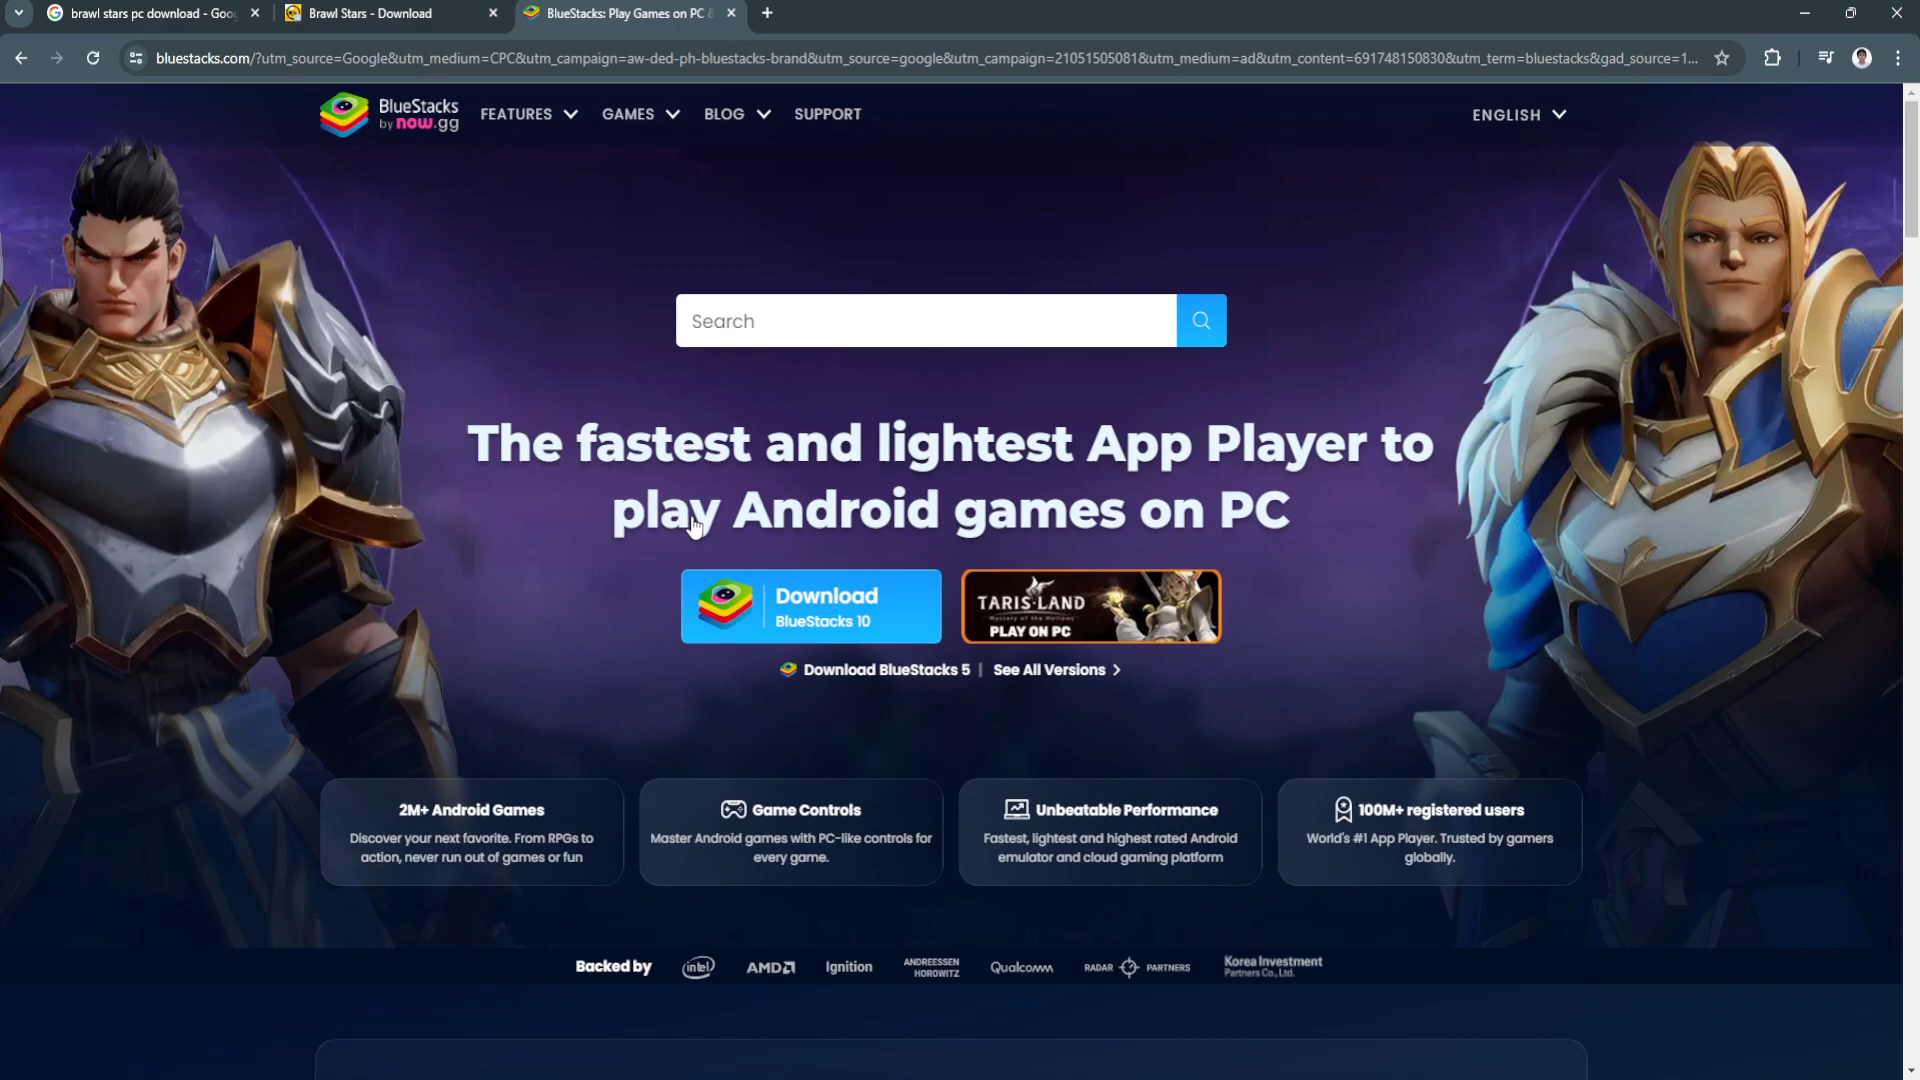 brawl stars pc download - Goo
Brawl Stars - Download
BlueStacks: Play Games on PC &
bluestacks.com/?utm_source=Google&utm_medium=CPC&utm_campaign=aw-ded-ph-bluestacks-brand&utm_source=google&utm_campaign=21051505081&utm_medium=ad&utm_content=691748150830&utm_term=bluestacks&gad_source=1...
BlueStacks
by now.gg
FEATURES
GAMES
BLOG
SUPPORT
ENGLISH
Search
The fastest and lightest App Player to
play Android games on PC
Download
BlueStacks 10
TARISLAND
PLAY ON PC
Download BlueStacks 5 | See All Versions >
2M+ Android Games
Discover your next favorite. From RPGs to
action, never run out of games or fun
Game Controls
Master Android games with PC-like controls for
every game.
Unbeatable Performance
Fastest, lightest and highest rated Android
emulator and cloud gaming platform
100M+ registered users
World's #1 App Player. Trusted by gamers
globally.
Backed by
intel
AMD
Ignition
ANDREESSEN
HOROWITZ
Qualcomm
RADAR PARTNERS
Korea Investment
Partners Co., Ltd.